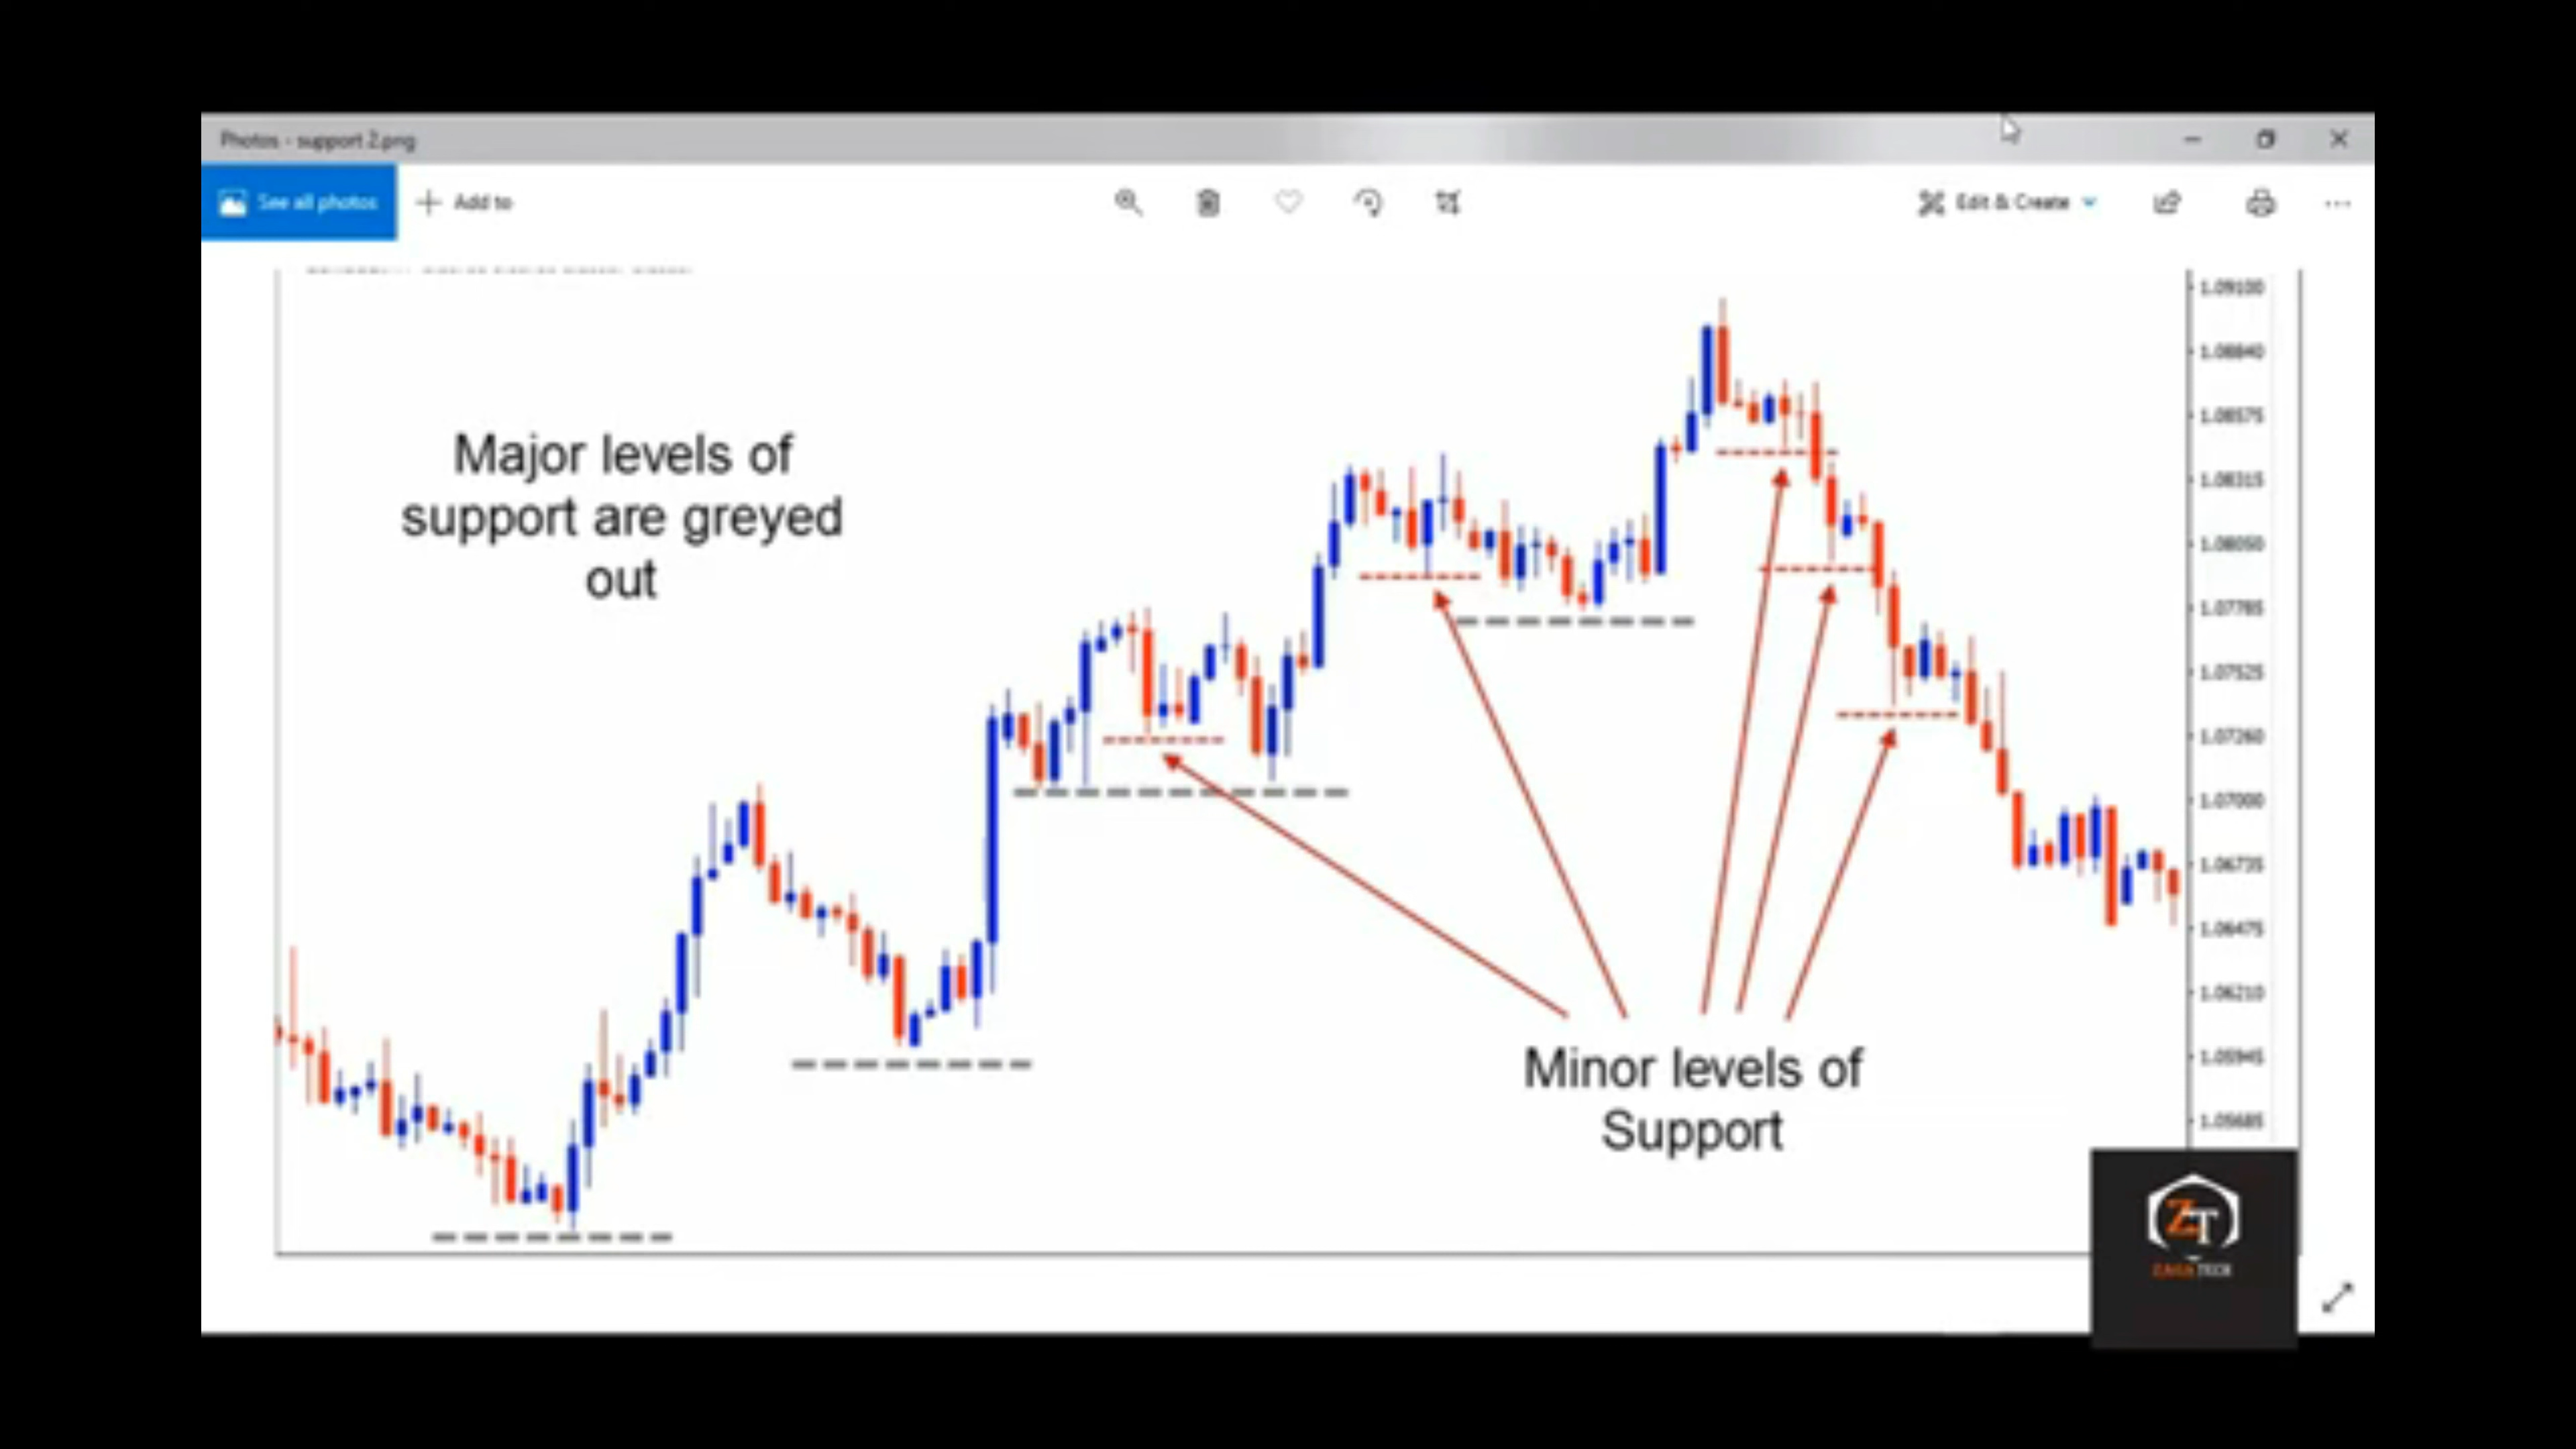 Photos - support 2.png
See all photos
Add to
Edit & Create
1.09100
1.08840
Major levels of
support are greyed
out
1.08575
1.08315
1.08050
1.07785
1.07525
1.07260
1.07000
1.06735
1.06475
1.06210
1.05945
1.05685
Minor levels of
Support
ZT
TECH